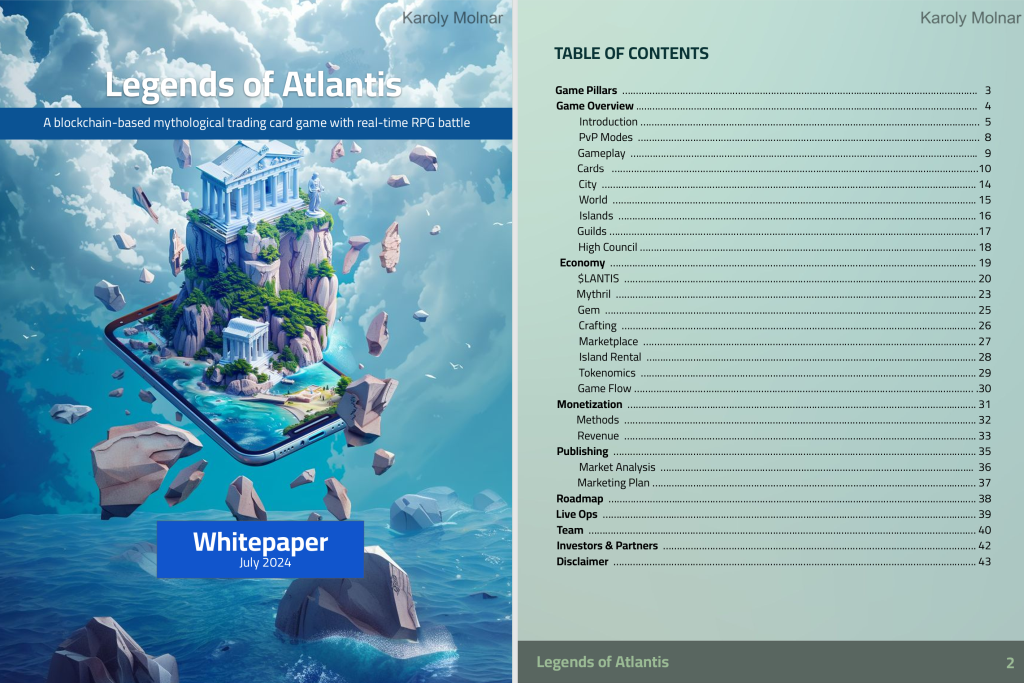 Karoly Molnar
Legends of Atlantis
A blockchain-based mythological trading card game with real-time RPG battle
Whitepaper
July 2024
Karoly Molnar
TABLE OF CONTENTS
Game Pillars 3
Game Overview 4
Introduction 5
PvP Modes 8
Gameplay 9
Cards 10
City 14
World 15
Islands 16
Guilds 17
High Council 18
Economy 19
$LANTIS 20
Mythril 23
Gem 25
Crafting 26
Marketplace 27
Island Rental 28
Tokenomics 29
Game Flow 30
Monetization 31
Methods 32
Revenue 33
Publishing 35
Market Analysis 36
Marketing Plan 37
Roadmap 38
Live Ops 39
Team 40
Investors & Partners 42
Disclaimer 43
Legends of Atlantis 2